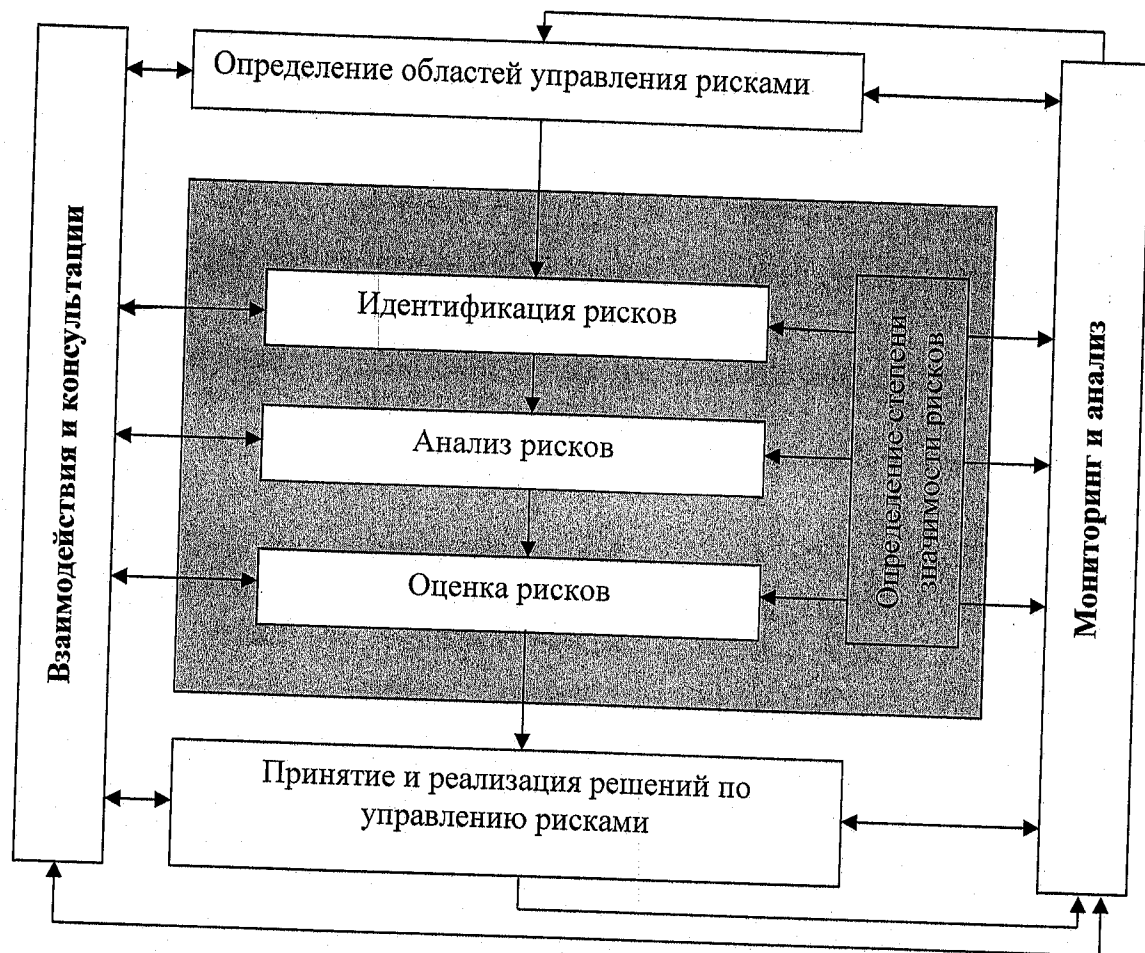 Определение областей управления рисками
Взаимодействия и консультации
Идентификация рисков
Анализ рисков
Оценка рисков
Определение степени
значимости рисков
Мониторинг и анализ
Принятие и реализация решений по
управлению рисками